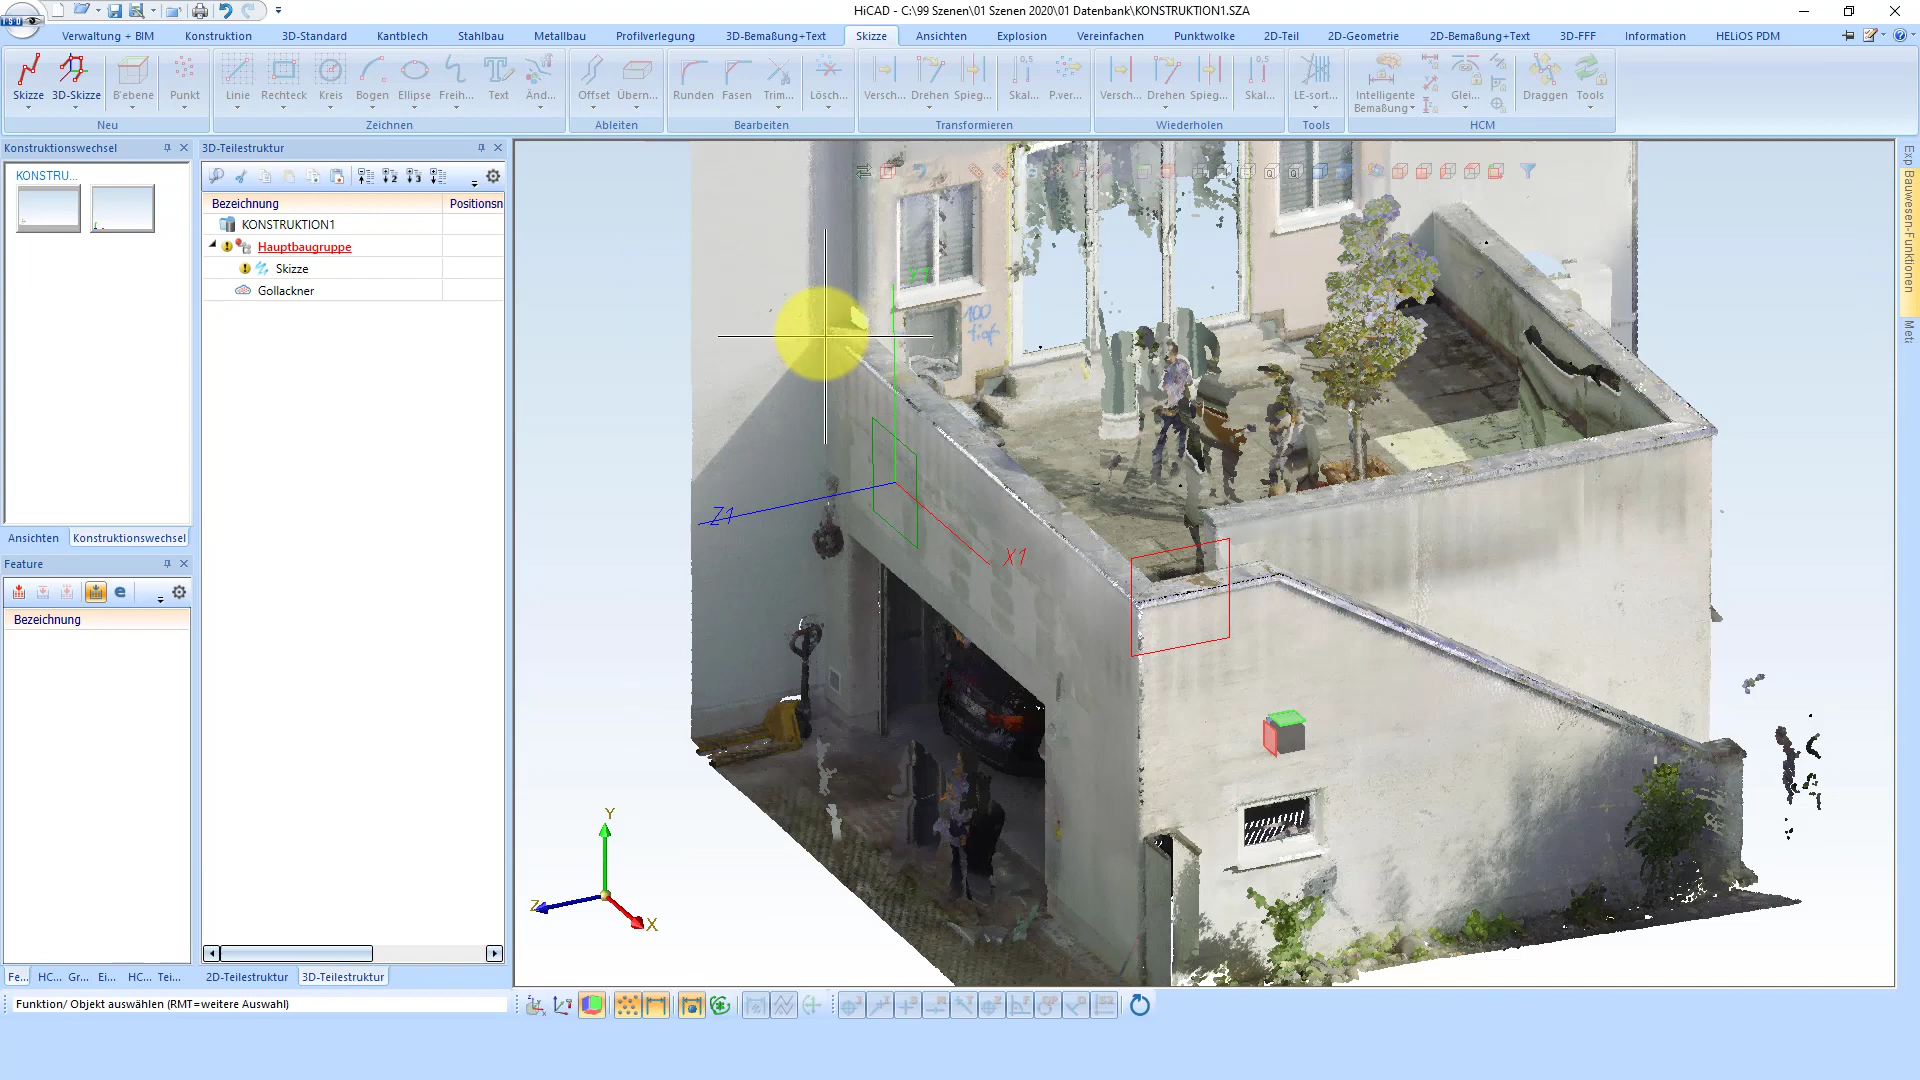 HiCAD - C:\99 Szenen\01 Szenen 2020\01 Datenbank\KONSTRUKTION1.SZA
ISD
Verwaltung + BIM Konstruktion 3D-Standard Kantblech Stahlbau Metallbau Profilverlegung 3D-Bemaßung+Text Skizze Ansichten Explosion Vereinfachen Punktwolke 2D-Teil 2D-Geometrie 2D-Bemaßung+Text 3D-FFF Information HELiOS PDM
Skizze 3D-Skizze B'ebene Punkt Linie Rechteck Kreis Bogen Ellipse Freih... Text Änd... Offset Übern... Runden Fasen Trim... Lösch... Versch... Drehen Spieg... Skal... P.ver... Versch... Drehen Spieg... Skal... LE-sort... Intelligente Bemaßung Glei... Draggen Tools
Neu Zeichnen Ableiten Bearbeiten Transformieren Wiederholen Tools HCM
Konstruktionswechsel
KONSTRU...
Ansichten Konstruktionswechsel
Feature
Bezeichnung
Fe... HC... Gr... Ei... HC... Tei...
3D-Teilestruktur
Bezeichnung Positionsn
KONSTRUKTION1
Hauptbaugruppe
Skizze
Gollackner
2D-Teilestruktur 3D-Teilestruktur
Funktion/ Objekt auswählen (RMT=weitere Auswahl)
Y1
100
Z1
X1
Y
Z
X
Exp
Bauwesen-Funktionen